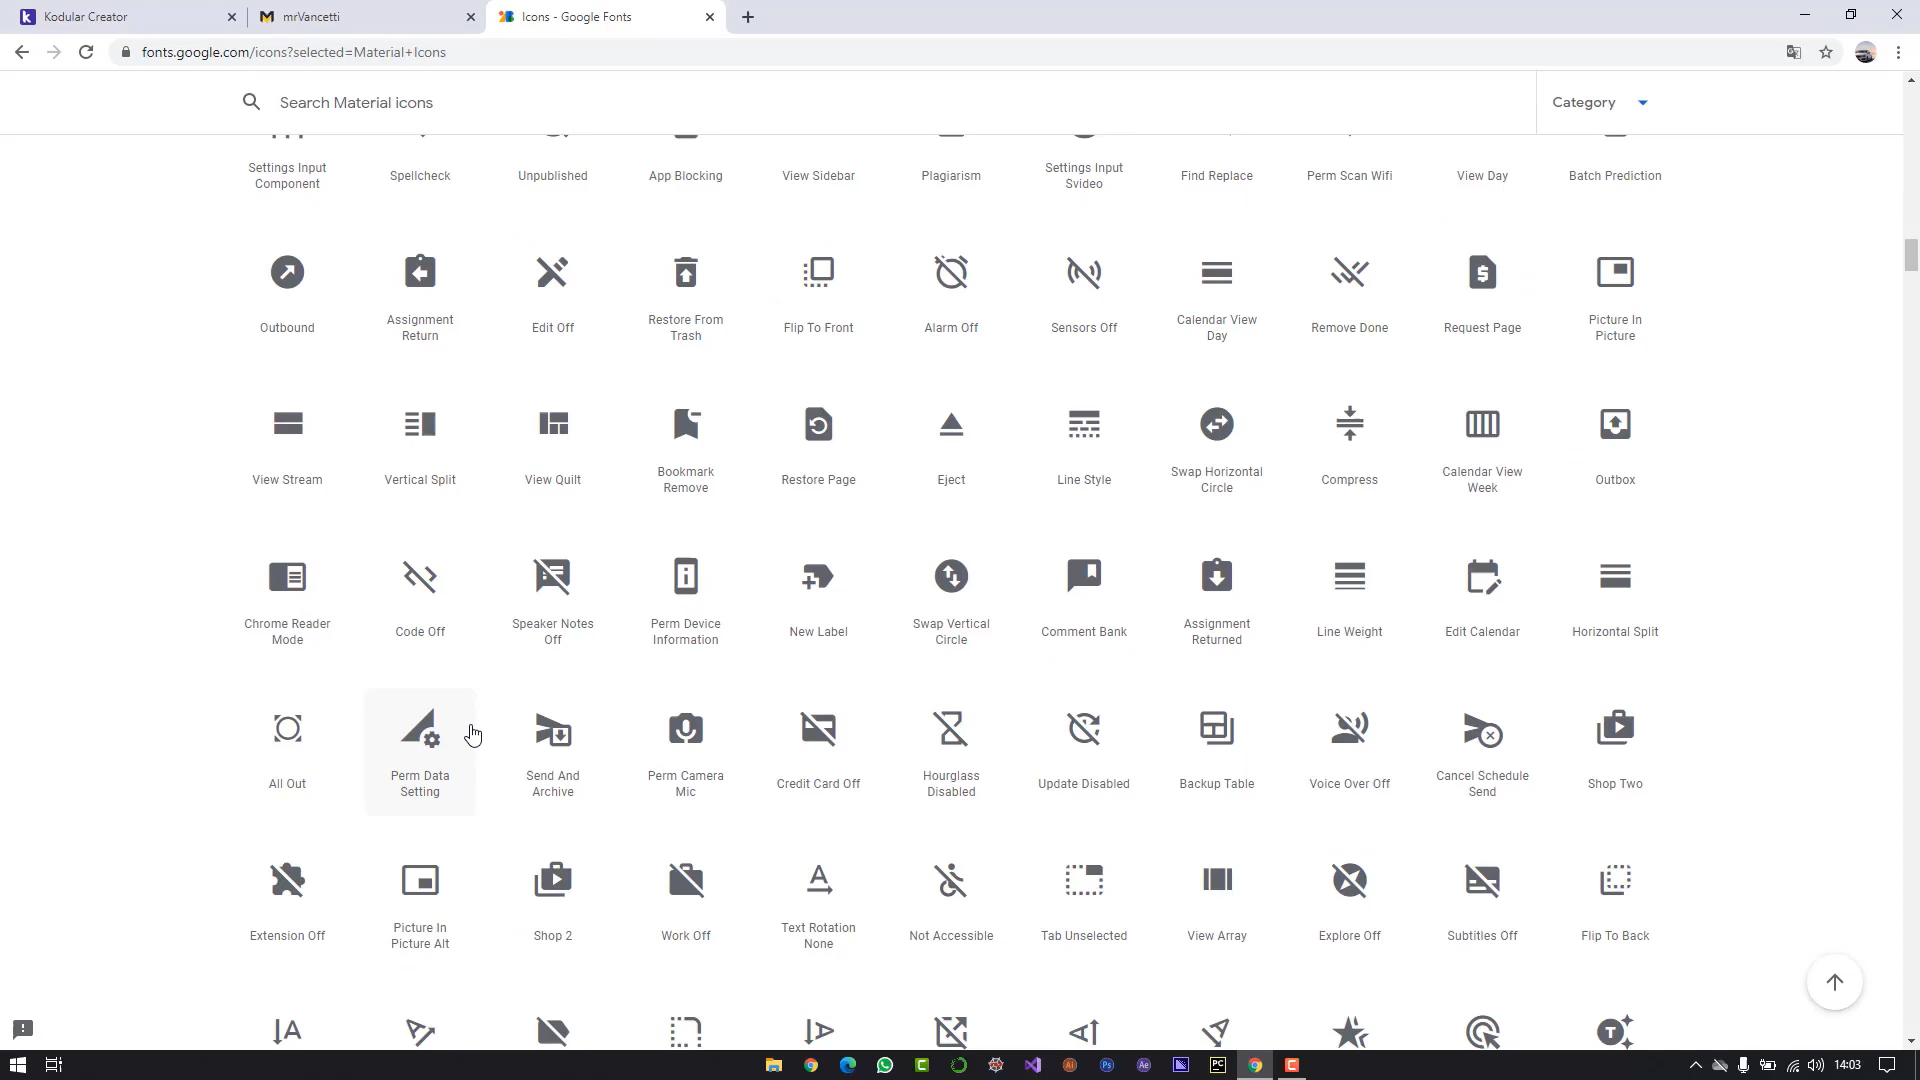 Kodular Creator
mrVancetti
Icons - Google Fonts
fonts.google.com/icons?selected=Material+Icons
Search Material icons
Category
Settings Input
Component
Spellcheck
Unpublished
App Blocking
View Sidebar
Plagiarism
Settings Input
Svideo
Find Replace
Perm Scan Wifi
View Day
Batch Prediction
Outbound
Assignment
Return
Edit Off
Restore From
Trash
Flip To Front
Alarm Off
Sensors Off
Calendar View
Day
Remove Done
Request Page
Picture In
Picture
View Stream
Vertical Split
View Quilt
Bookmark
Remove
Restore Page
Eject
Line Style
Swap Horizontal
Circle
Compress
Calendar View
Week
Outbox
Chrome Reader
Mode
Code Off
Speaker Notes
Off
Perm Device
Information
New Label
Swap Vertical
Circle
Comment Bank
Assignment
Returned
Line Weight
Edit Calendar
Horizontal Split
All Out
Perm Data
Setting
Send And
Archive
Perm Camera
Mic
Credit Card Off
Hourglass
Disabled
Update Disabled
Backup Table
Voice Over Off
Cancel Schedule
Send
Shop Two
Extension Off
Picture In
Picture Alt
Shop 2
Work Off
Text Rotation
None
Not Accessible
Tab Unselected
View Array
Explore Off
Subtitles Off
Flip To Back
14:03